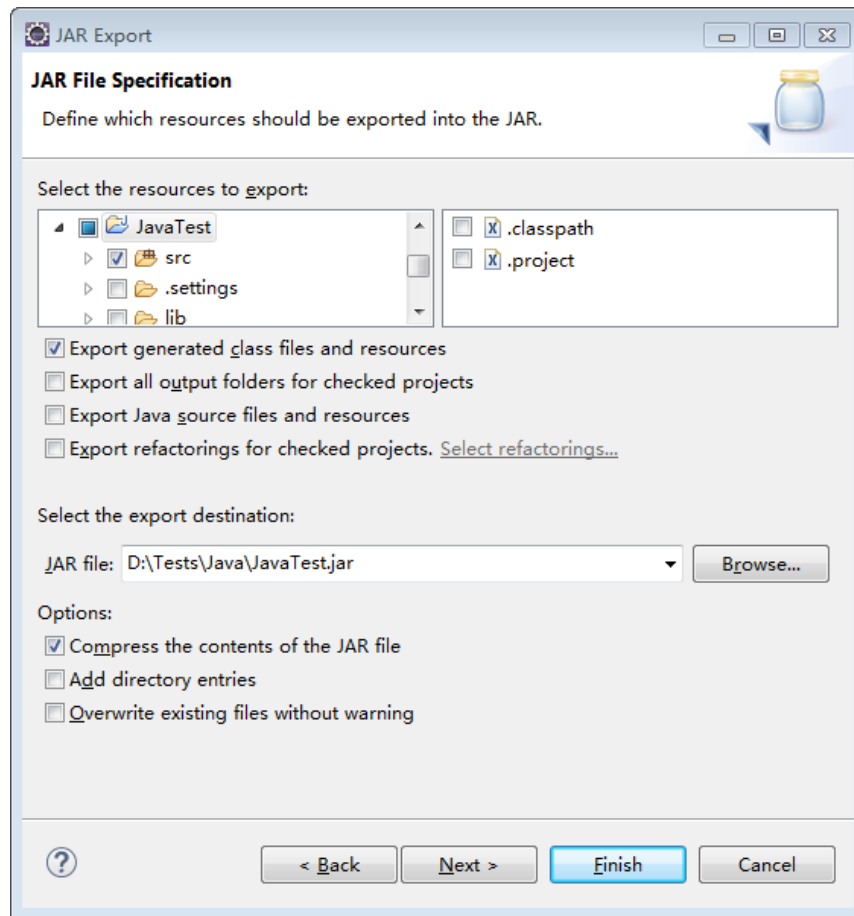 JAR Export
JAR File Specification
Define which resources should be exported into the JAR.
Select the resources to export:
JavaTest
src
.settings
lib
.classpath
.project
Export generated class files and resources
Export all output folders for checked projects
Export Java source files and resources
Export refactorings for checked projects. Select refactorings...
Select the export destination:
JAR file: D:\Tests\Java\JavaTest.jar Browse...
Options:
Compress the contents of the JAR file
Add directory entries
Overwrite existing files without warning
? < Back Next > Finish Cancel